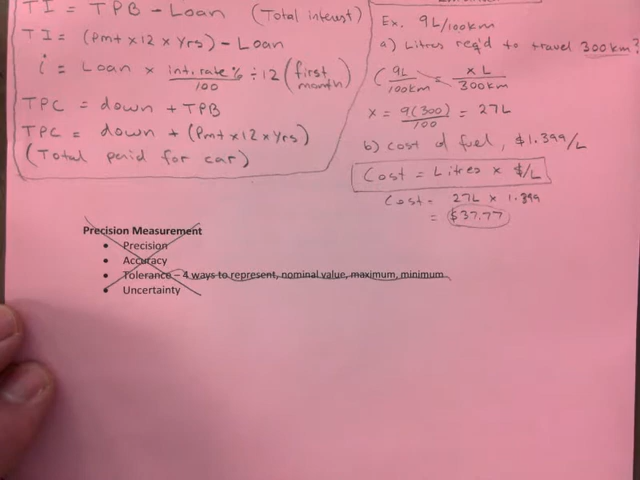 TI = TPB - Loan (Total interest)
TI = (Pmt x 12 x Yrs) - Loan
i = Loan x int. rate % / 100 ÷ 12 (first month)
TPC = down + TPB
TPC = down + (Pmt x 12 x Yrs)
(Total paid for car)
Ex. 9L/100km
a) Litres req'd to travel 300km?
(9L/100km = x L/300km
x = 9(300)/100 = 27L
b) cost of fuel, $1.399/L
Cost = Litres x $/L
Cost = 27L x 1.399
= $37.77
Precision Measurement
• Precision
• Accuracy
• Tolerance – 4 ways to represent, nominal value, maximum, minimum
• Uncertainty